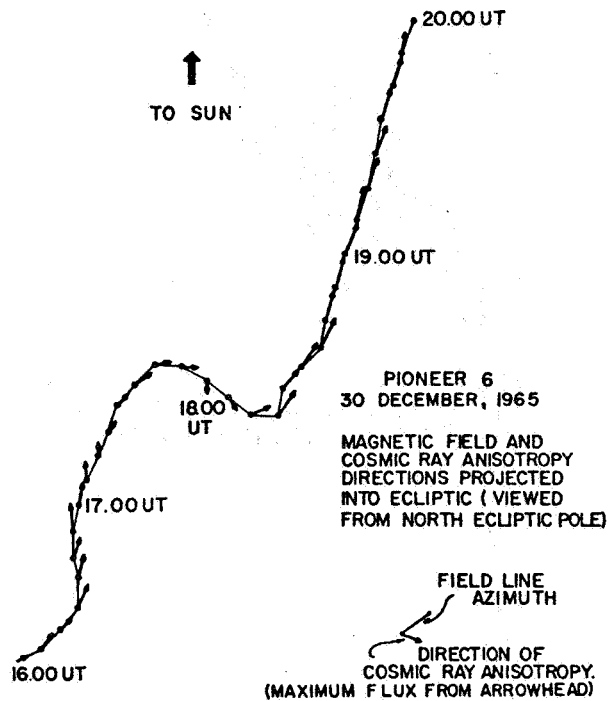 20.00 UT
TO SUN
19.00 UT
PIONEER 6
30 DECEMBER, 1965
18.00
UT
MAGNETIC FIELD AND
COSMIC RAY ANISOTROPY
DIRECTIONS PROJECTED
INTO ECLIPTIC (VIEWED
FROM NORTH ECLIPTIC POLE)
17.00 UT
FIELD LINE
AZIMUTH
DIRECTION OF
COSMIC RAY ANISOTROPY.
(MAXIMUM FLUX FROM ARROWHEAD)
16.00 UT